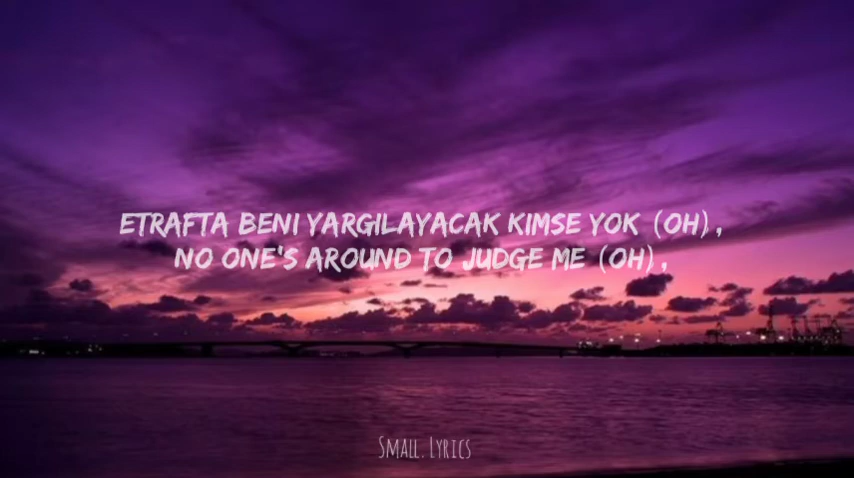 ETRAFTA BENI YARGILAYACAK KIMSE YOK (OH),
NO ONE'S AROUND TO JUDGE ME (OH),
SMALL. LYRICS